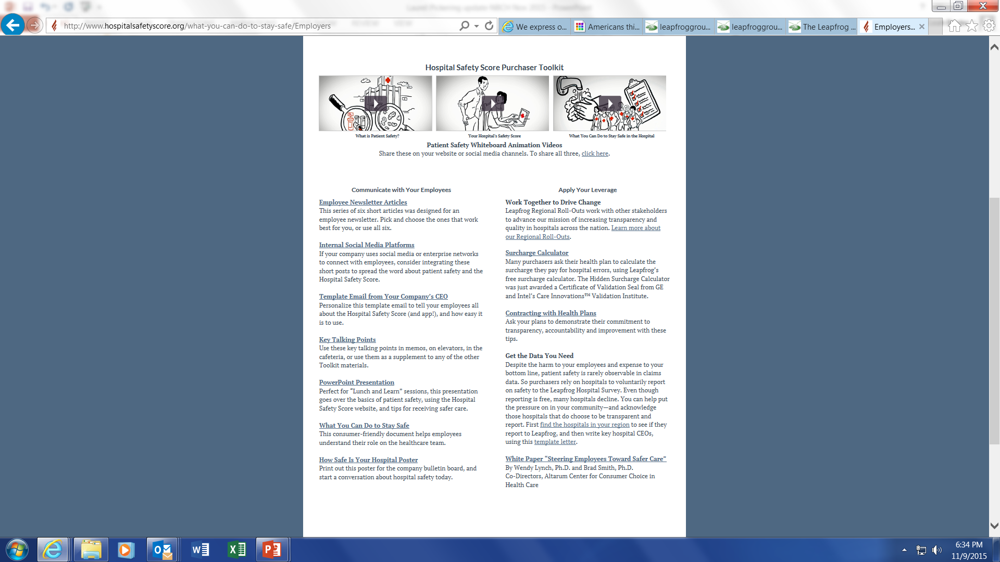 http://www.hospitalsafetyscore.org/what-you-can-do-to-stay-safe/Employers
We express o...
Americans thi...
leapfroggrou...
leapfroggrou...
The Leapfrog ...
Employers...
Hospital Safety Score Purchaser Toolkit
What is Patient Safety?
Your Hospital's Safety Score
What You Can Do to Stay Safe in the Hospital
Patient Safety Whiteboard Animation Videos
Share these on your website or social media channels. To share all three, click here.
Communicate with Your Employees
Employee Newsletter Articles
This series of six short articles was designed for an
employee newsletter. Pick and choose the ones that work
best for you, or use all six.
Internal Social Media Platforms
If your company uses social media or enterprise networks
to connect with employees, consider integrating these
short posts to spread the word about patient safety and the
Hospital Safety Score.
Template Email from Your Company's CEO
Personalize this template email to tell your employees all
about the Hospital Safety Score (and app!), and how easy it
is to use.
Key Talking Points
Use these key talking points in memos, on elevators, in the
cafeteria, or use them as a supplement to any of the other
Toolkit materials.
PowerPoint Presentation
Perfect for “Lunch and Learn” sessions, this presentation
goes over the basics of patient safety, using the Hospital
Safety Score website, and tips for receiving safer care.
What You Can Do to Stay Safe
This consumer-friendly document helps employees
understand their role on the healthcare team.
How Safe Is Your Hospital Poster
Print out this poster for the company bulletin board, and
start a conversation about hospital safety today.
Apply Your Leverage
Work Together to Drive Change
Leapfrog Regional Roll-Outs work with other stakeholders
to advance our mission of increasing transparency and
quality in hospitals across the nation. Learn more about
our Regional Roll-Outs.
Surcharge Calculator
Many purchasers ask their health plan to calculate the
surcharge they pay for hospital errors, using Leapfrog’s
free surcharge calculator. The Hidden Surcharge Calculator
was just awarded a Certificate of Validation Seal from GE
and Intel’s Care Innovations™ Validation Institute.
Contracting with Health Plans
Ask your plans to demonstrate their commitment to
transparency, accountability and improvement with these
tips.
Get the Data You Need
Despite the harm to your employees and expense to your
bottom line, patient safety is rarely observable in claims
data. So purchasers rely on hospitals to voluntarily report
on safety to the Leapfrog Hospital Survey. Even though
reporting is free, many hospitals decline. You can help put
the pressure on in your community—and acknowledge
those hospitals that do choose to be transparent and
report. First find the hospitals in your region to see if they
report to Leapfrog, and then write key hospital CEOs,
using this template letter.
White Paper “Steering Employees Toward Safer Care”
By Wendy Lynch, Ph.D. and Brad Smith, Ph.D.
Co-Directors, Altarum Center for Consumer Choice in
Health Care
6:34 PM
11/9/2015